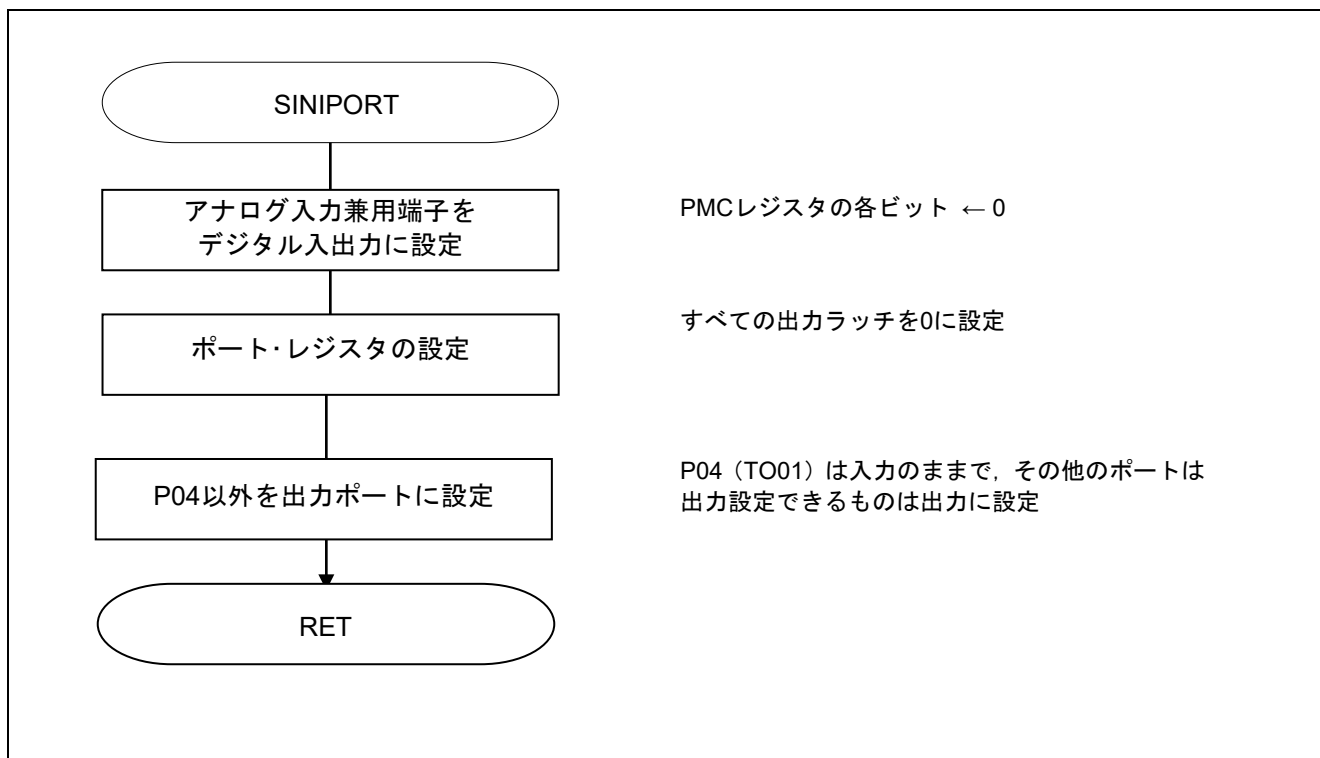 SINIPORT
アナログ入力兼用端子を
デジタル入出力に設定
PMCレジスタの各ビット ← 0
ポート･レジスタの設定
すべての出力ラッチを0に設定
P04以外を出力ポートに設定
P04（TO01）は入力のままで，その他のポートは
出力設定できるものは出力に設定
RET